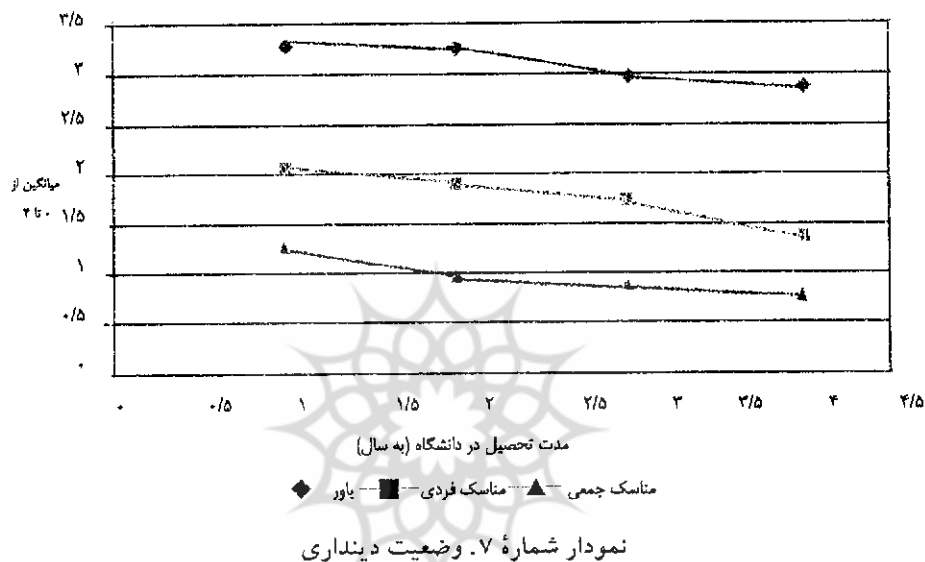 ۳/۵
۳
۲/۵
۲
میانگین از
۰ تا ۴
۱/۵
۱
۰/۵
۰
۰ ۰/۵ ۱ ۱/۵ ۲ ۲/۵ ۳ ۳/۵ ۴ ۴/۵
مدت تحصیل در دانشگاه (به سال)
باور مناسک فردی مناسک جمعی
نمودار شمارهٔ ۷. وضعیت دینداری